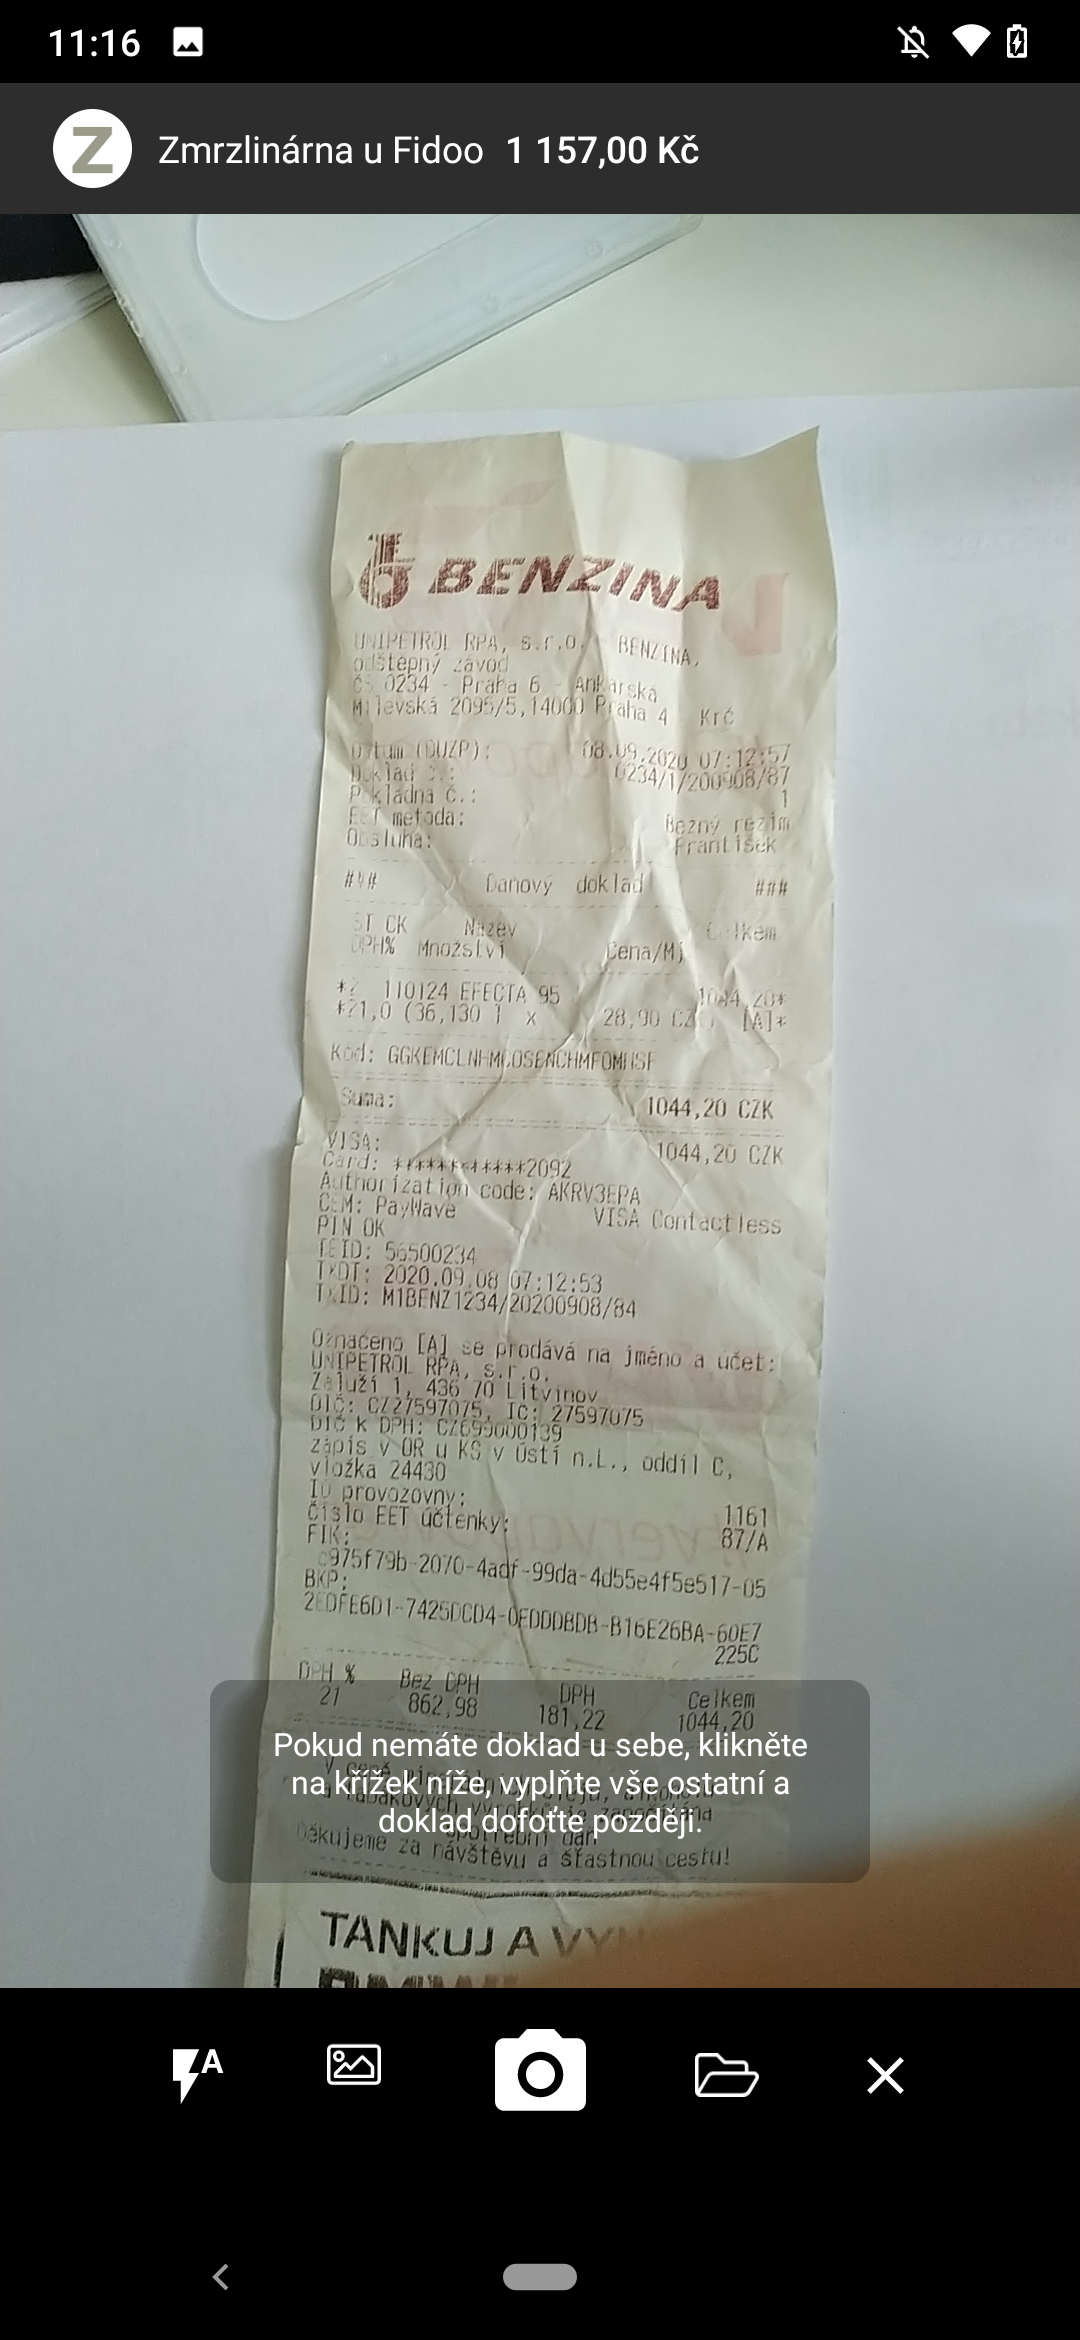 11:16
Z Zmrzlinárna u Fidoo 1 157,00 Kč
BENZINA
UNIPETROL RPA, s.r.o. BENZINA,
odštěpný závod
ČS 0234 - Praha 6 - Ankarská
Milevská 2095/5,14000 Praha 4 Krč
Datum (DUZP): 08.09.2020 07:12:57
Doklad č.: 0234/1/200908/87
Pokladna č.: 1
EET metoda: Bezny rezim
Obsluha: František
### Danový doklad ###
ST CK Název Celkem
DPH% Množství Cena/Mj
*2 110124 EFECTA 95 1044,20*
*21,0 (36,130 l x 28,90 CZK) [A]*
Kód:
Suma: 1044,20 CZK
VISA: 1044,20 CZK
Card: ************2092
Authorization code: AKRV3EPA
CEM: PayWave VISA Contactless
PIN OK
TEID: 56500234
TXDT: 2020.09.08 07:12:53
TXID: M1BENZ1234/20200908/84
Označeno [A] se prodává na jméno a účet:
UNIPETROL RPA, s.r.o.
Záluží 1, 436 70 Litvínov
DIČ: CZ27597075, IČ: 27597075
DIČ k DPH: CZ699000139
zápis v OR u KS v Ústí n.L., oddíl C,
vložka 24430
ID provozovny: 1161
Číslo EET účtenky: 87/A
FIK:
c975f79b-2070-4adf-99da-4d55e4f5e517-05
BKP:
2EDFE6D1-7425DCD4-0FDDD8DB-B16E26BA-60E7
225C
DPH % Bez DPH DPH Celkem
21 862,98 181,22 1044,20
Pokud nemáte doklad u sebe, klikněte
na křížek níže, vyplňte vše ostatní a
doklad dofoťte později.
Děkujeme za návštěvu a šťastnou cestu!
TANKUJ A
A